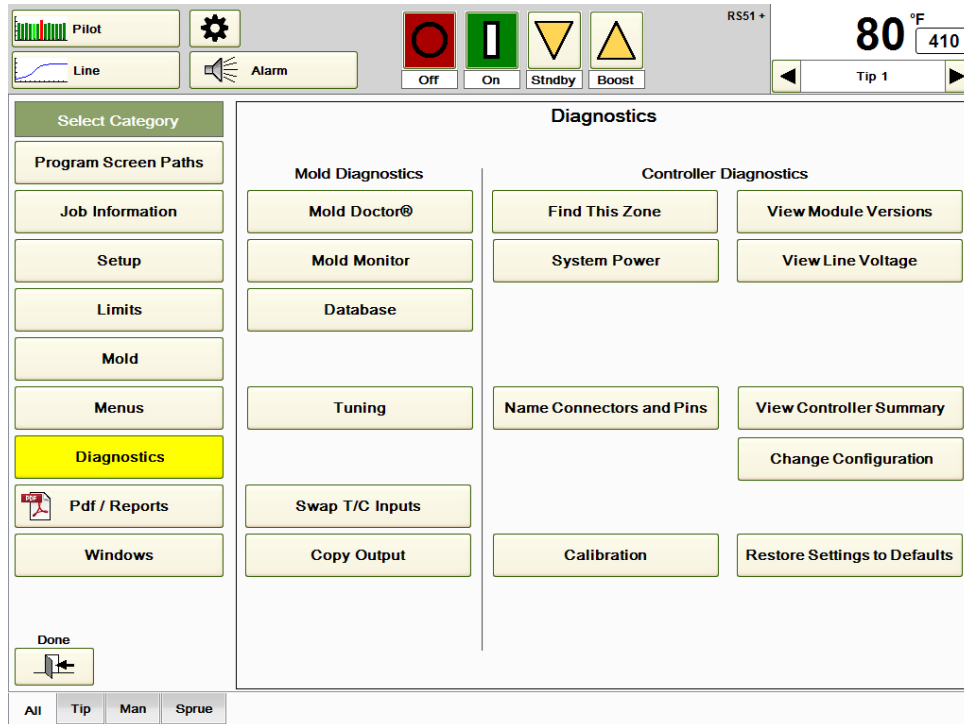 Pilot
Line
Alarm
Off
On
Stndby
Boost
RS51 +
80 °F
410
Tip 1
Select Category
Program Screen Paths
Job Information
Setup
Limits
Mold
Menus
Diagnostics
PDF
Pdf / Reports
Windows
Done
Diagnostics
Mold Diagnostics
Controller Diagnostics
Mold Doctor®
Find This Zone
View Module Versions
Mold Monitor
System Power
View Line Voltage
Database
Tuning
Name Connectors and Pins
View Controller Summary
Change Configuration
Swap T/C Inputs
Copy Output
Calibration
Restore Settings to Defaults
All
Tip
Man
Sprue